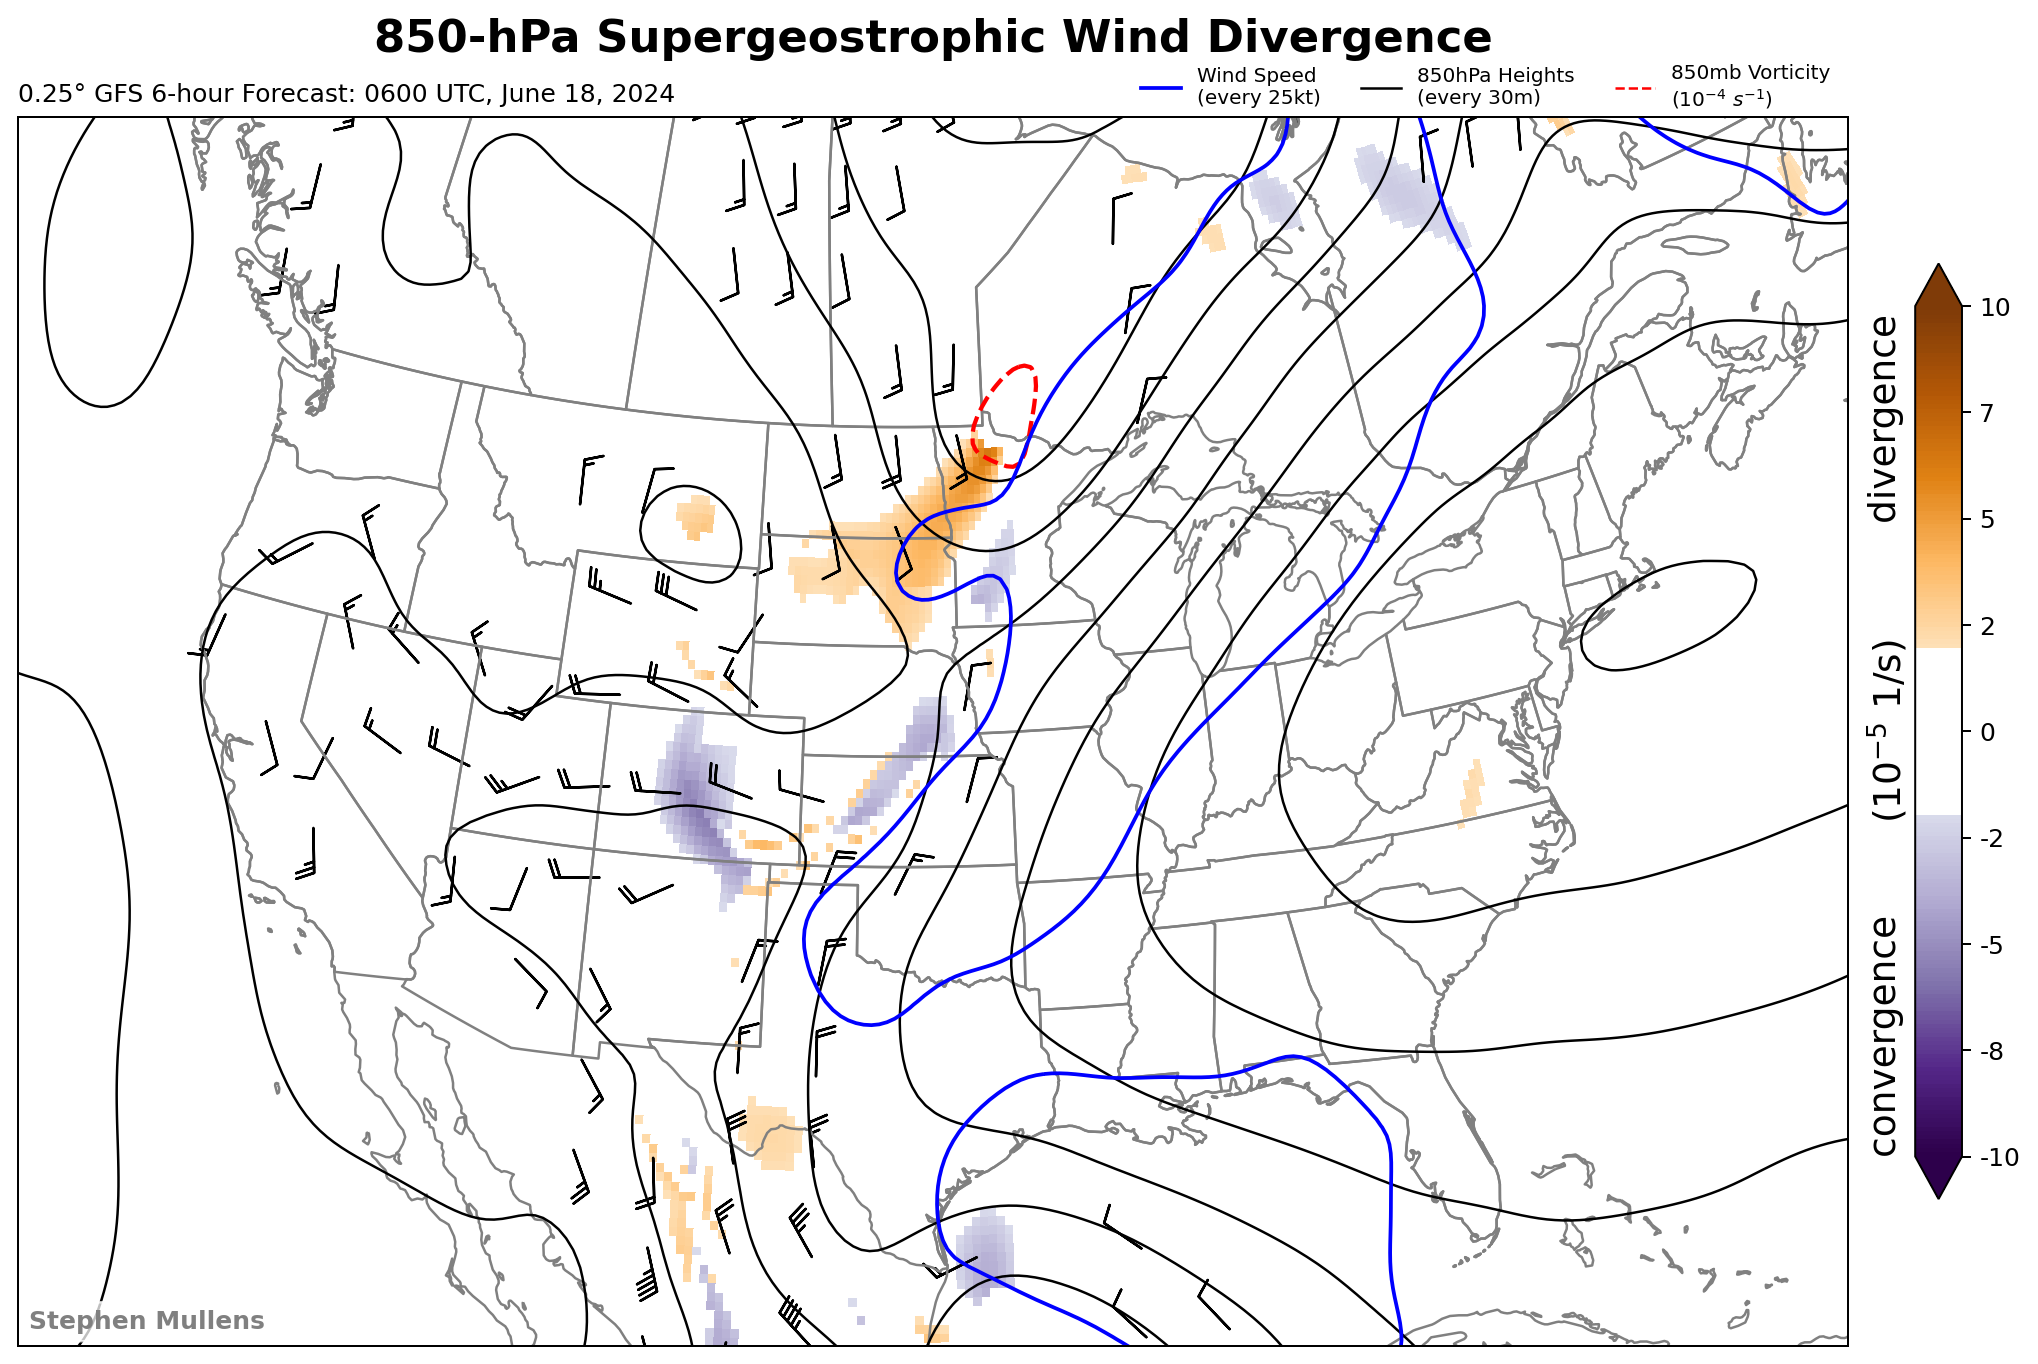 850-hPa Supergeostrophic Wind Divergence
0.25° GFS 6-hour Forecast: 0600 UTC, June 18, 2024
Wind Speed
(every 25kt)
850hPa Heights
(every 30m)
850mb Vorticity
(10⁻⁴ s⁻¹)
10
7
5
2
0
-2
-5
-8
-10
convergence (10⁻⁵ 1/s) divergence
Stephen Mullens